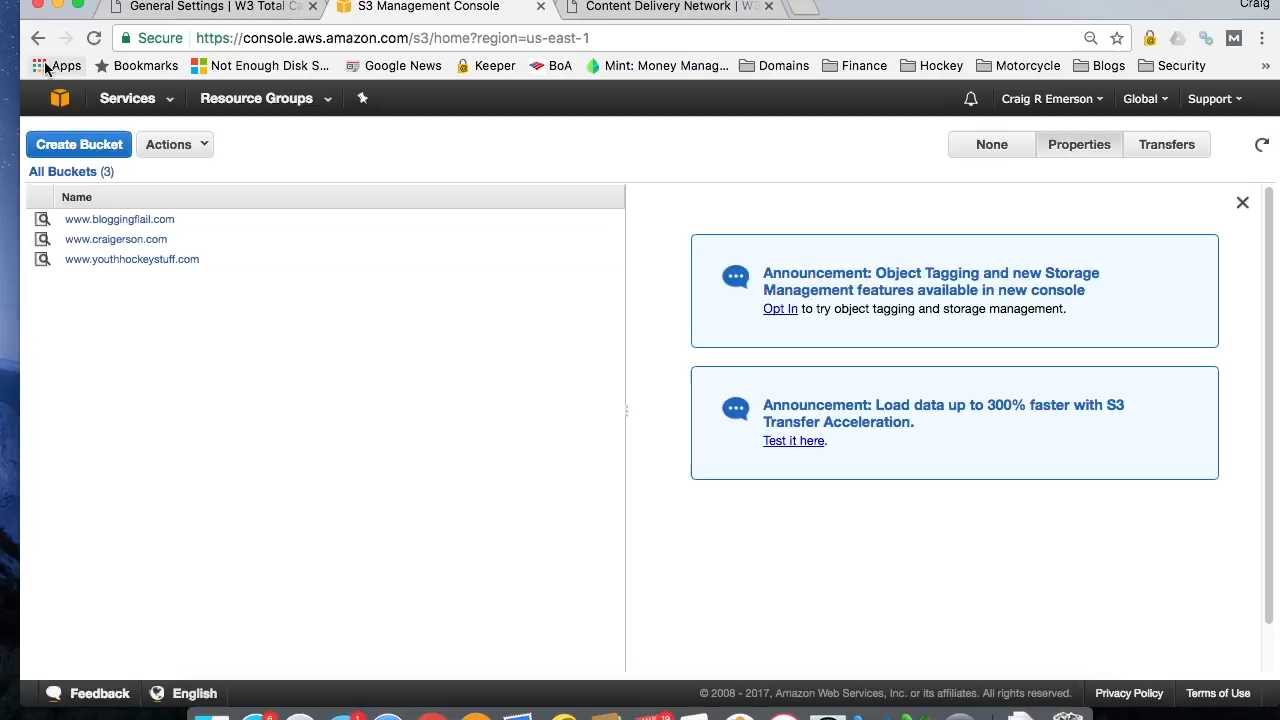 General Settings | W3 Total Ca
S3 Management Console
Content Delivery Network | W3
Craig
Secure https://console.aws.amazon.com/s3/home?region=us-east-1
Apps Bookmarks Not Enough Disk S... Google News Keeper BoA Mint: Money Manag... Domains Finance Hockey Motorcycle Blogs Security »
Services Resource Groups Craig R Emerson Global Support
Create Bucket Actions None Properties Transfers
All Buckets (3)
Name
www.bloggingflail.com
www.craigerson.com
www.youthhockeystuff.com
Announcement: Object Tagging and new Storage
Management features available in new console
Opt In to try object tagging and storage management.
Announcement: Load data up to 300% faster with S3
Transfer Acceleration.
Test it here.
Feedback English © 2008 - 2017, Amazon Web Services, Inc. or its affiliates. All rights reserved. Privacy Policy Terms of Use